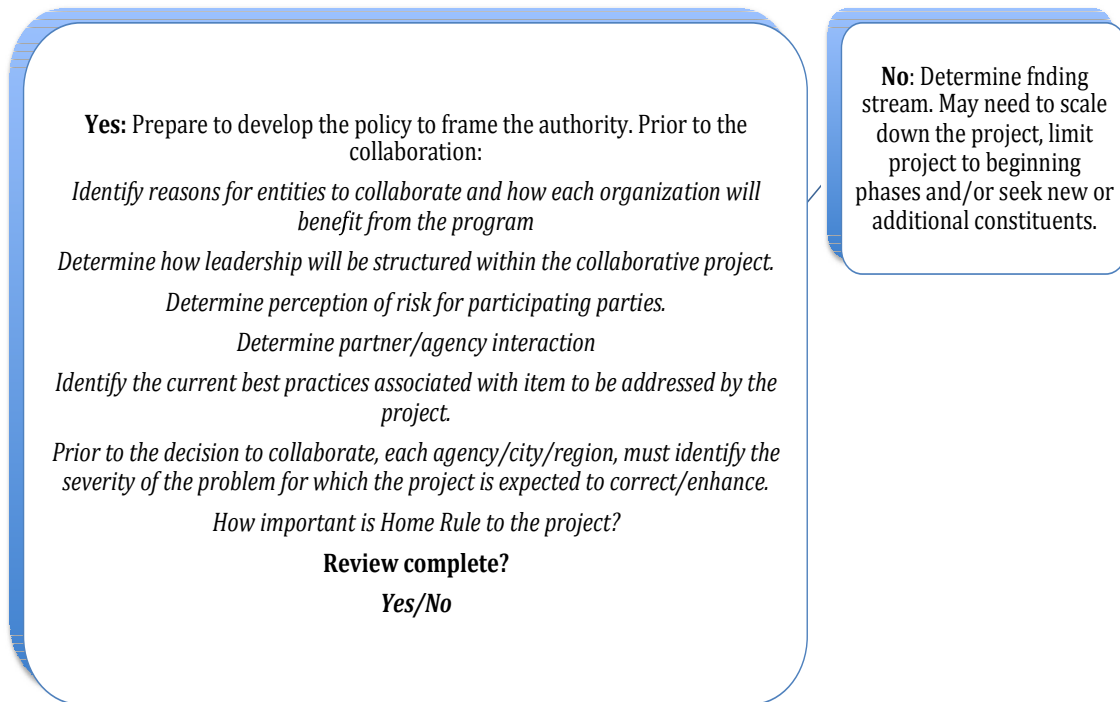 Yes: Prepare to develop the policy to frame the authority. Prior to the
collaboration:
Identify reasons for entities to collaborate and how each organization will
benefit from the program
Determine how leadership will be structured within the collaborative project.
Determine perception of risk for participating parties.
Determine partner/agency interaction
Identify the current best practices associated with item to be addressed by the
project.
Prior to the decision to collaborate, each agency/city/region, must identify the
severity of the problem for which the project is expected to correct/enhance.
How important is Home Rule to the project?
Review complete?
Yes/No
No: Determine fnding
stream. May need to scale
down the project, limit
project to beginning
phases and/or seek new or
additional constituents.